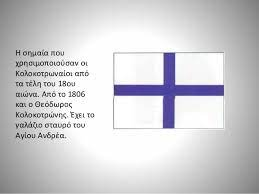 Η σημαία που
χρησιμοποιούσαν οι
Κολοκοτρωναίοι από
τα τέλη του 18ου
αιώνα. Από το 1806
και ο Θεόδωρος
Κολοκοτρώνης. Έχει το
γαλάζιο σταυρό του
Αγίου Ανδρέα.